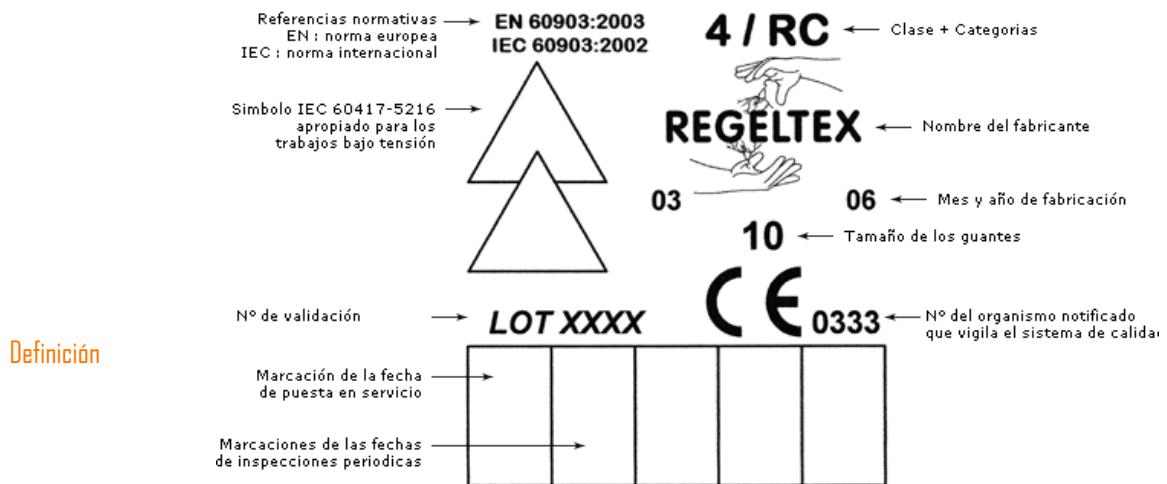 Referencias normativas
EN : norma europea
IEC : norma internacional
EN 60903:2003
IEC 60903:2002
4 / RC
Clase + Categorias
Simbolo IEC 60417-5216
apropiado para los
trabajos bajo tensión
REGELTEX
Nombre del fabricante
03
06
Mes y año de fabricación
10
Tamaño de los guantes
Nº de validación
LOT XXXX
CE
0333
Nº del organismo notificado
que vigila el sistema de calida
Definición
Marcación de la fecha
de puesta en servicio
Marcaciones de las fechas
de inspecciones periodicas